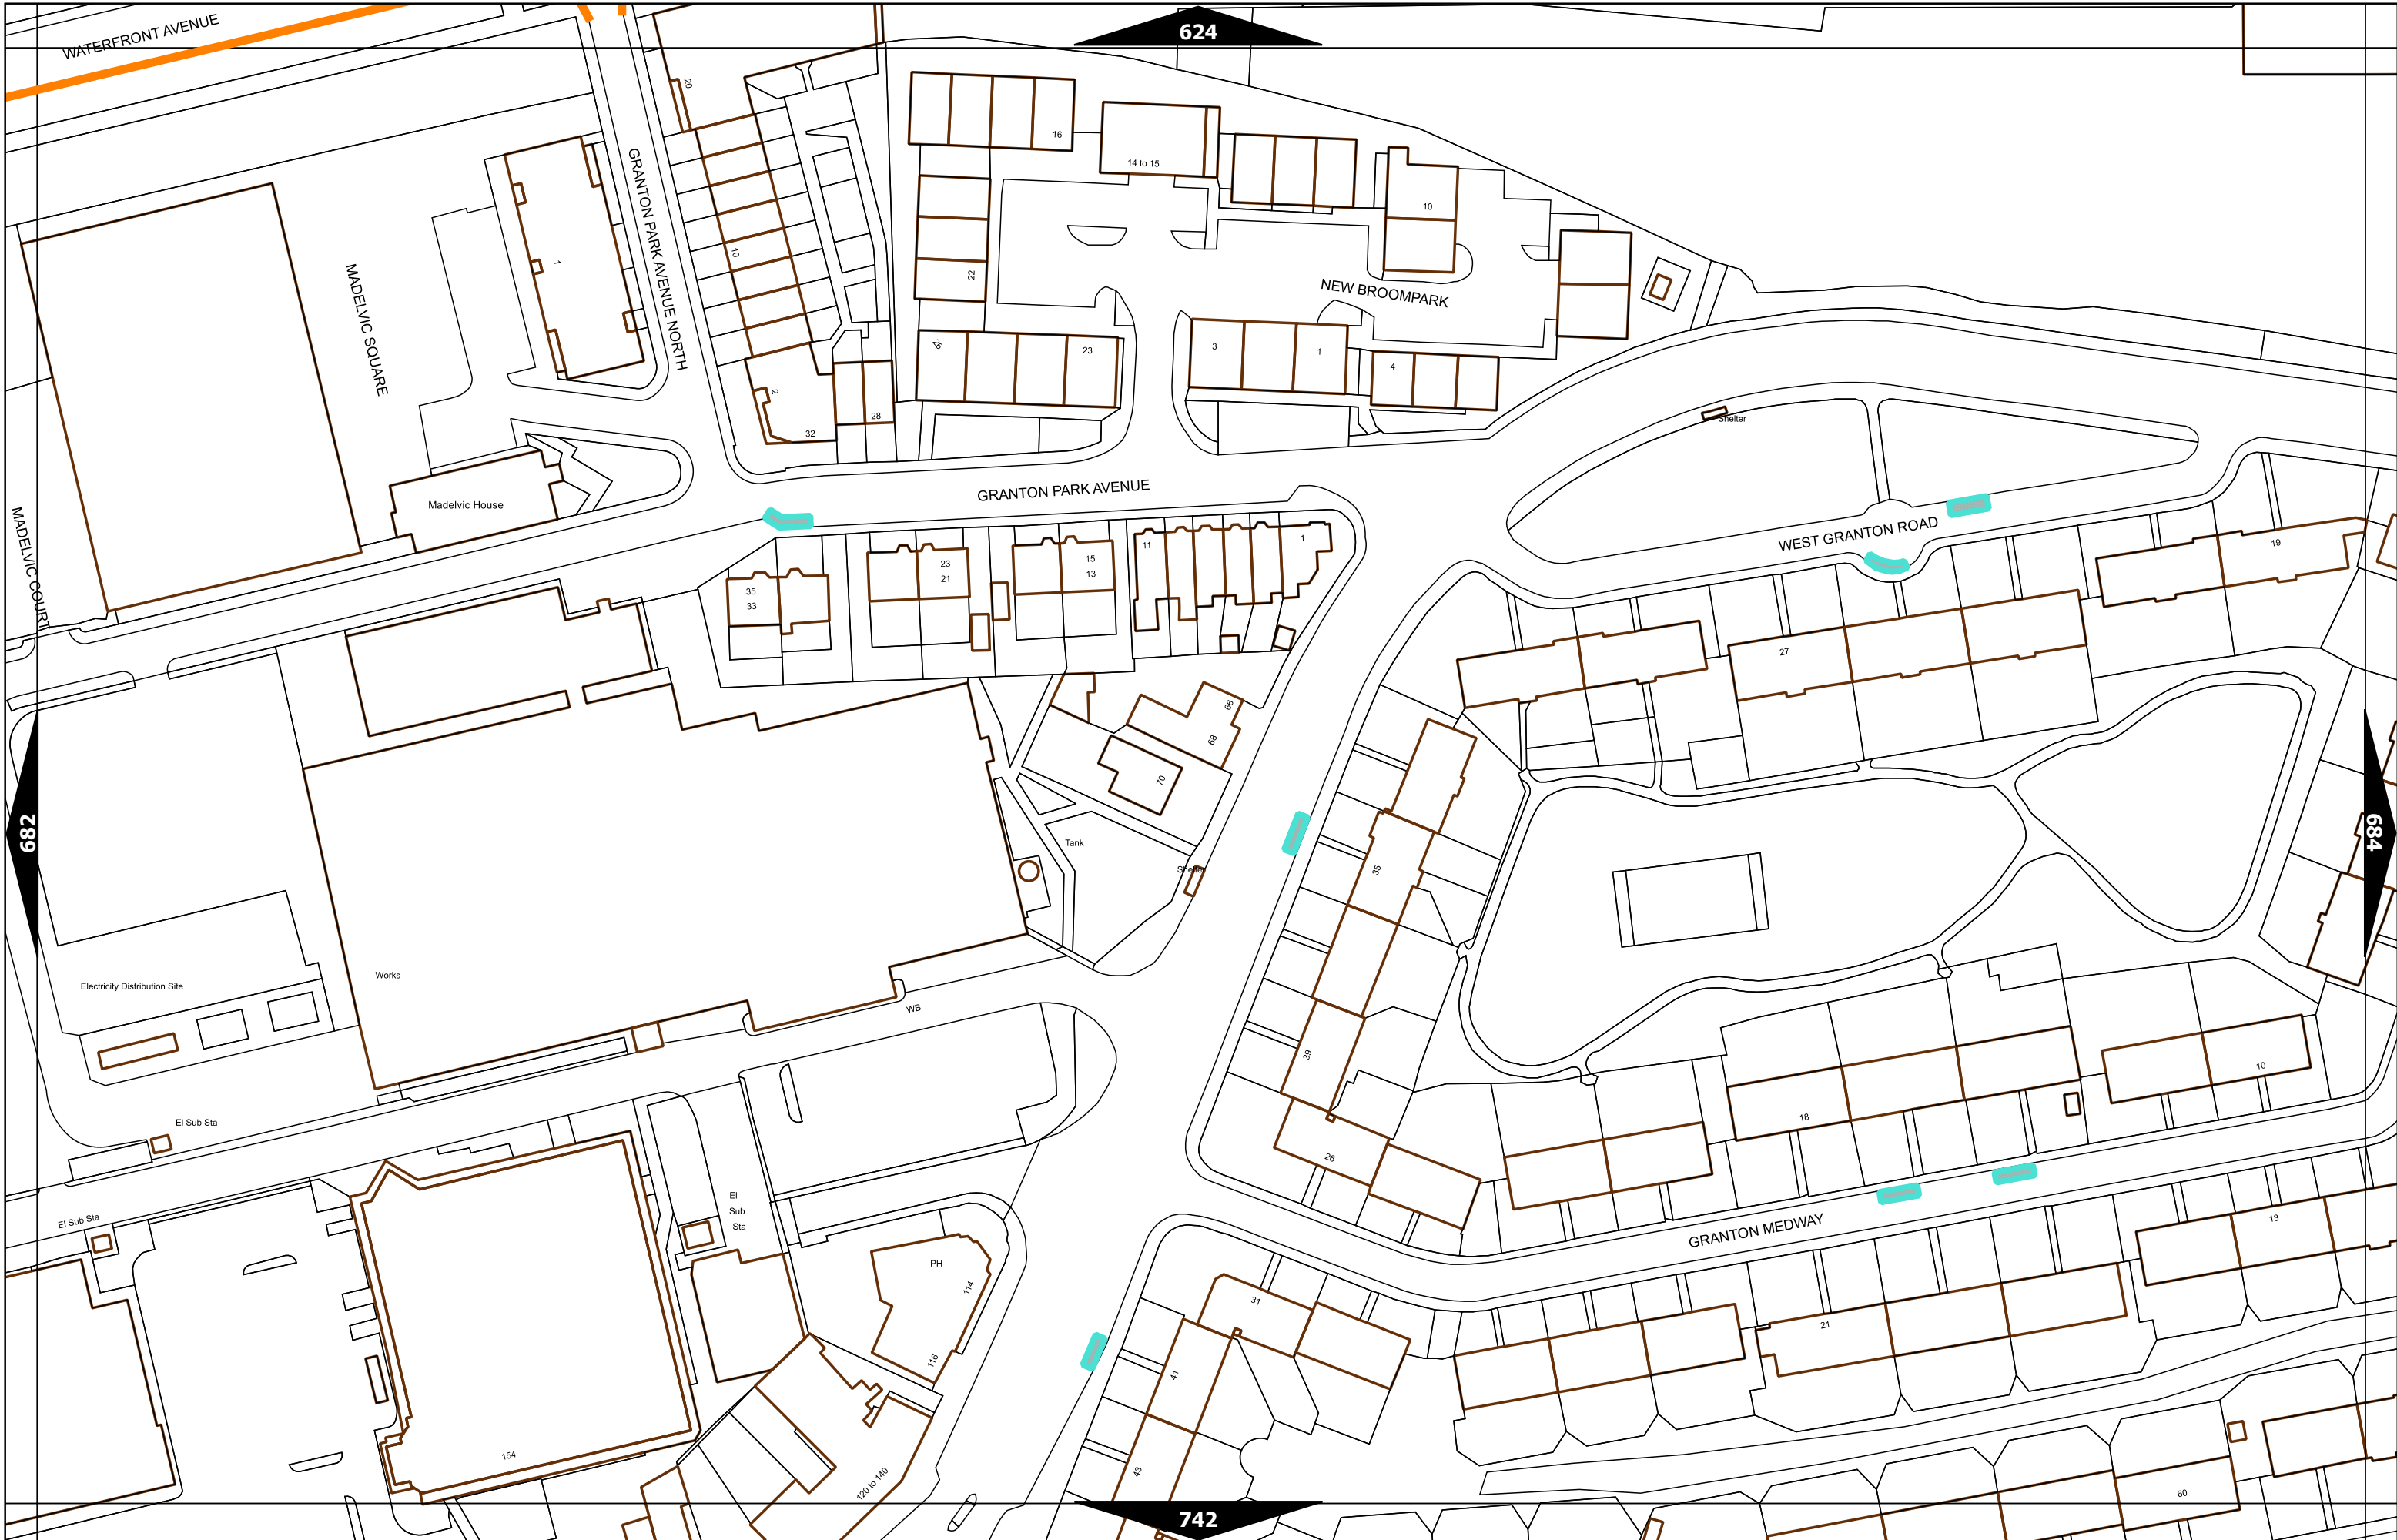 WATERFRONT AVENUE
624
20
16
14 to 15
10
GRANTON PARK AVENUE NORTH
1
10
22
MADELVIC SQUARE
NEW BROOMPARK
26
23
3
1
4
2
32
28
Shelter
GRANTON PARK AVENUE
Madelvic House
MADELVIC COURT
WEST GRANTON ROAD
19
11
1
23
21
15
13
35
33
27
66
68
70
682
684
Tank
Shelter
35
Works
Electricity Distribution Site
WB
39
10
18
El Sub Sta
26
El
Sub
Sta
El Sub Sta
GRANTON MEDWAY
13
PH
114
116
31
21
41
43
154
120 to 140
60
742